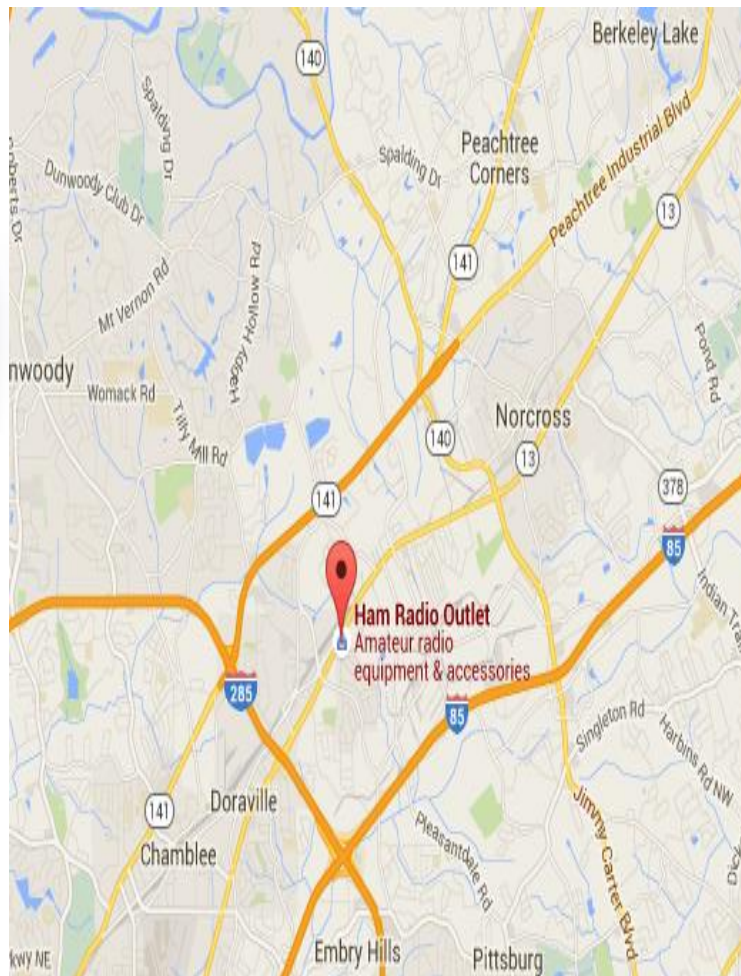 Berkeley Lake
140
Spalding Dr
Peachtree Industrial Blvd
Peachtree
Corners
Spalding Dr
Dunwoody Club Dr
13
141
Mt Vernon Rd
Happy Hollow Rd
Pond Rd
nwoody
Womack Rd
Tilly Mill Rd
Norcross
140
13
141
378
85
Ham Radio Outlet
Amateur radio
equipment & accessories
285
85
Singleton Rd
Harbins Rd NW
Doraville
141
Chamblee
Pleasantdale Rd
Jimmy Carter Blvd
Embry Hills
Pittsburg